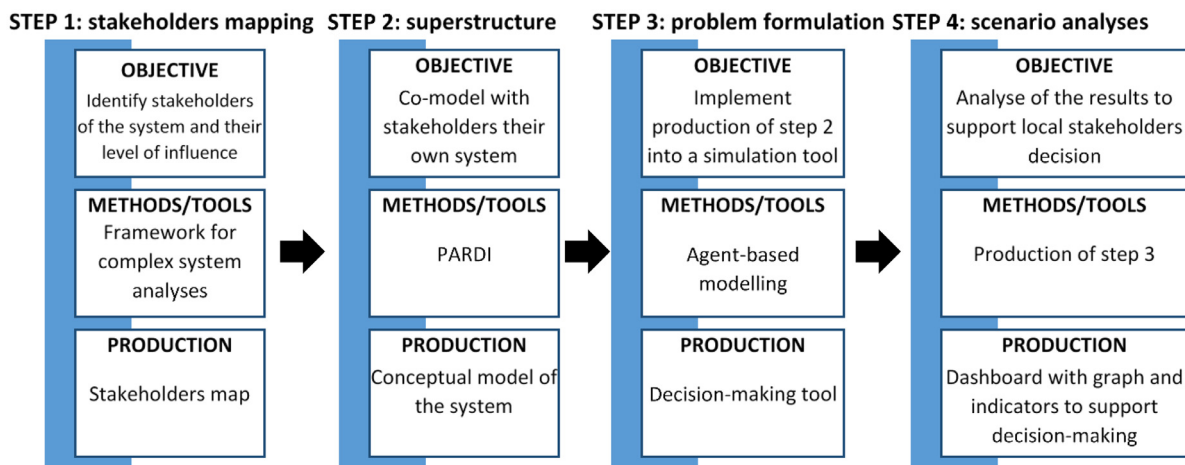 STEP 1: stakeholders mapping
OBJECTIVE
Identify stakeholders
of the system and their
level of influence
METHODS/TOOLS
Framework for
complex system
analyses
PRODUCTION
Stakeholders map
STEP 2: superstructure
OBJECTIVE
Co-model with
stakeholders their
own system
METHODS/TOOLS
PARDI
PRODUCTION
Conceptual model of
the system
STEP 3: problem formulation
OBJECTIVE
Implement
production of step 2
into a simulation tool
METHODS/TOOLS
Agent-based
modelling
PRODUCTION
Decision-making tool
STEP 4: scenario analyses
OBJECTIVE
Analyse of the results to
support local stakeholders
decision
METHODS/TOOLS
Production of step 3
PRODUCTION
Dashboard with graph and
indicators to support
decision-making